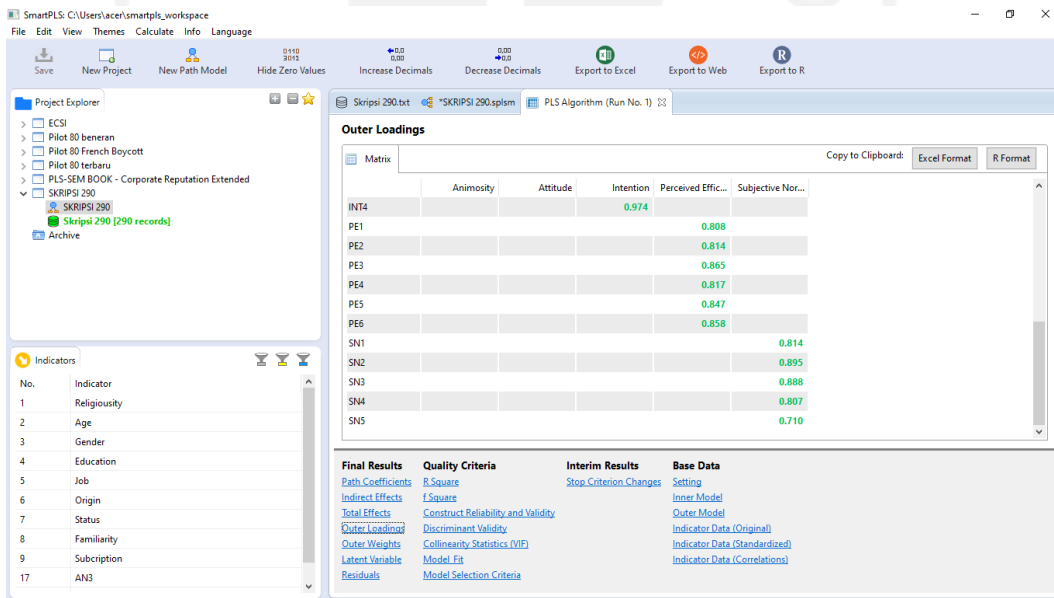 SmartPLS: C:\Users\acer\smartpls_workspace
File Edit View Themes Calculate Info Language
Save New Project New Path Model Hide Zero Values Increase Decimals Decrease Decimals Export to Excel Export to Web Export to R
Project Explorer
ECSI
Pilot 80 beneran
Pilot 80 French Boycott
Pilot 80 terbaru
PLS-SEM BOOK - Corporate Reputation Extended
SKRIPSI 290
SKRIPSI 290
Skripsi 290 [290 records]
Archive
Indicators
No. Indicator
1 Religiousity
2 Age
3 Gender
4 Education
5 Job
6 Origin
7 Status
8 Familiarity
9 Subcription
17 AN3
Skripsi 290.txt *SKRIPSI 290.splsm PLS Algorithm (Run No. 1)
Outer Loadings
Matrix Copy to Clipboard: Excel Format R Format
Animosity Attitude Intention Perceived Effic... Subjective Nor...
INT4 0.974
PE1 0.808
PE2 0.814
PE3 0.865
PE4 0.817
PE5 0.847
PE6 0.858
SN1 0.814
SN2 0.895
SN3 0.888
SN4 0.807
SN5 0.710
Final Results Quality Criteria Interim Results Base Data
Path Coefficients R Square Stop Criterion Changes Setting
Indirect Effects f Square Inner Model
Total Effects Construct Reliability and Validity Outer Model
Outer Loadings Discriminant Validity Indicator Data (Original)
Outer Weights Collinearity Statistics (VIF) Indicator Data (Standardized)
Latent Variable Model_Fit Indicator Data (Correlations)
Residuals Model Selection Criteria